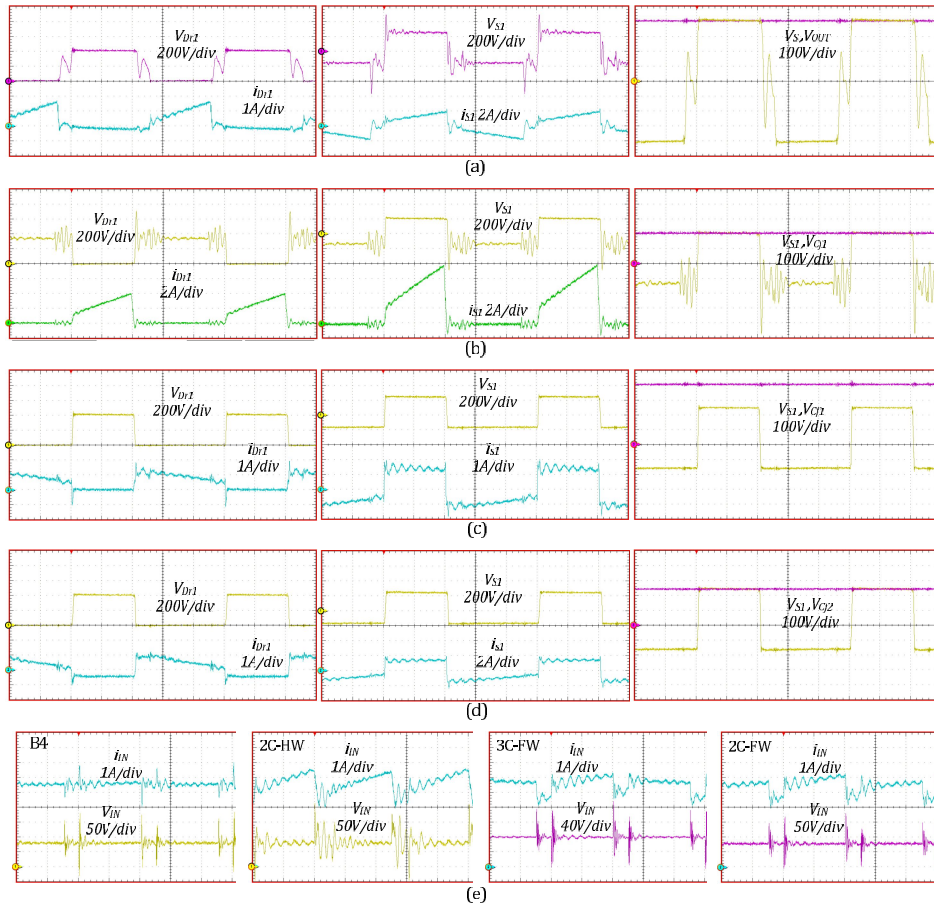 V_Dr1
200V/div
i_Dr1
1A/div
V_S1
200V/div
i_S1 2A/div
V_S,V_OUT
100V/div
(a)
V_Dr1
200V/div
i_Dr1
2A/div
V_S1
200V/div
i_S1 2A/div
V_S1,V_Cj1
100V/div
(b)
V_Dr1
200V/div
i_Dr1
1A/div
V_S1
200V/div
i_S1
1A/div
V_S1,V_Cj1
100V/div
(c)
V_Dr1
200V/div
i_Dr1
1A/div
V_S1
200V/div
i_S1
2A/div
V_S1,V_Cj2
100V/div
(d)
B4
i_IN
1A/div
V_IN
50V/div
2C-HW
i_IN
1A/div
V_IN
50V/div
3C-FW
i_IN
1A/div
V_IN
40V/div
2C-FW
i_IN
1A/div
V_IN
50V/div
(e)